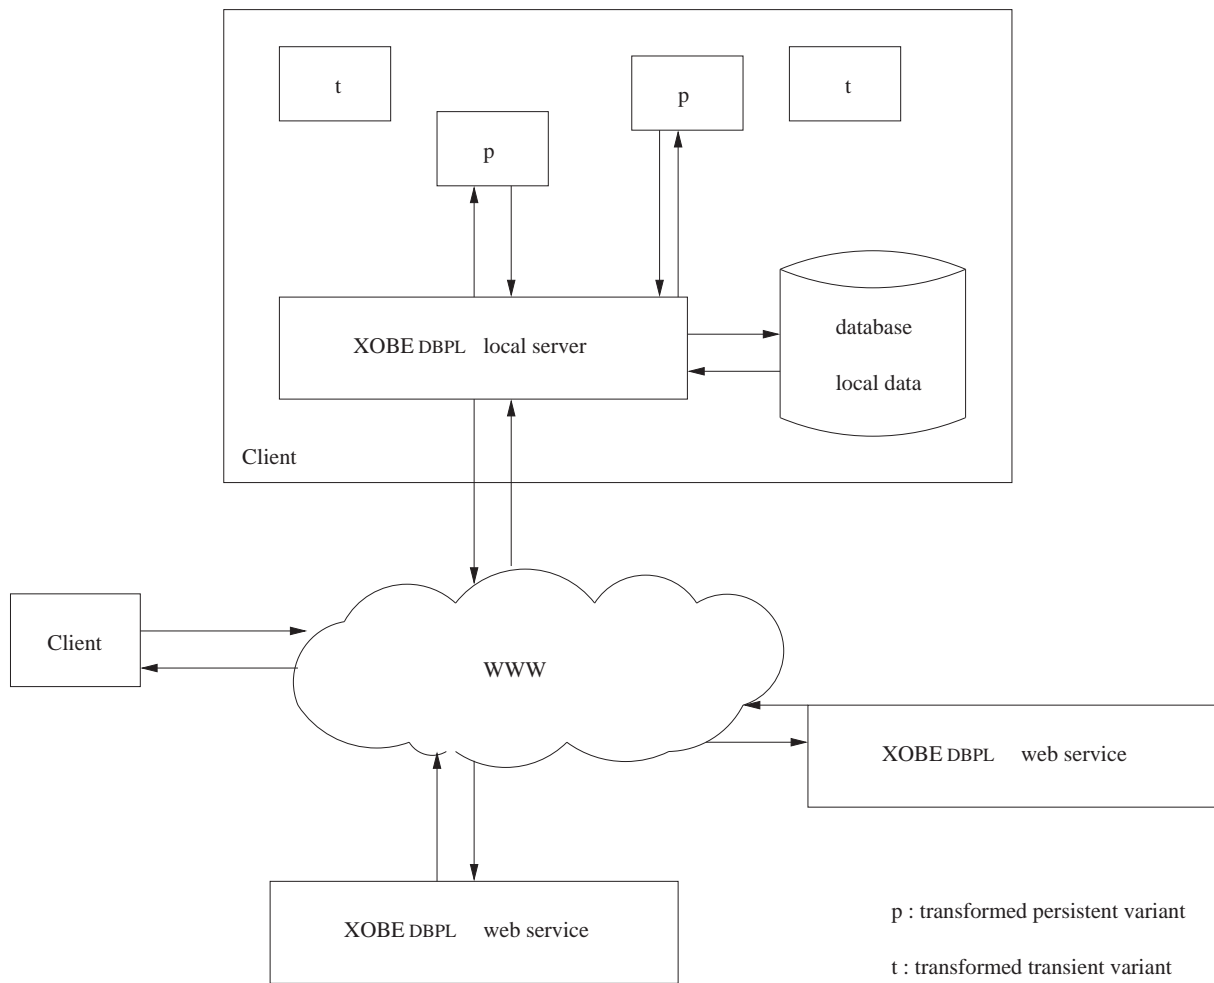 t
p
t
p
database
XOBE DBPL local server
local data
Client
Client
WWW
XOBE DBPL web service
XOBE DBPL web service
p : transformed persistent variant
t : transformed transient variant